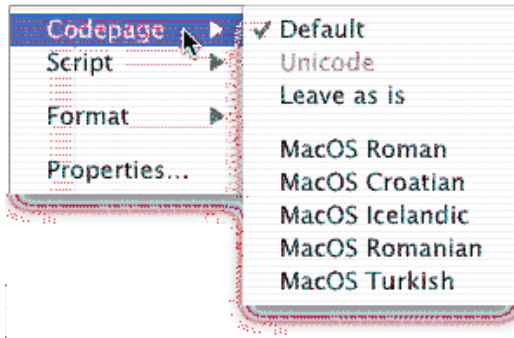 Codepage
Script
Format
Properties...
Default
Unicode
Leave as is
MacOS Roman
MacOS Croatian
MacOS Icelandic
MacOS Romanian
MacOS Turkish